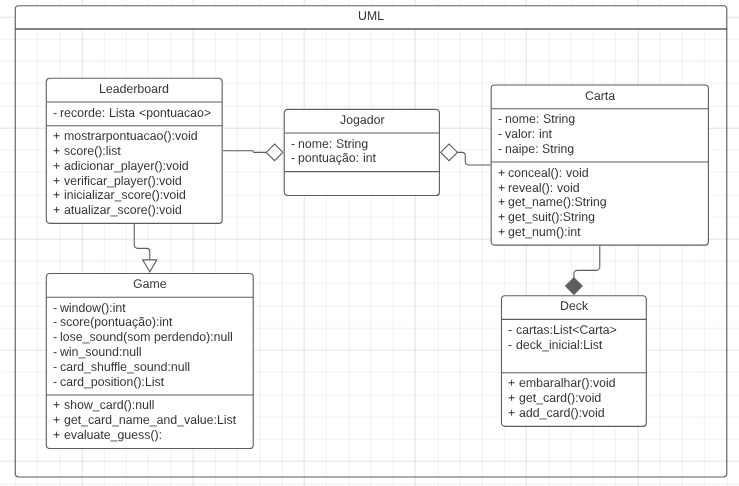 UML
Leaderboard
- recorde: Lista <pontuacao>
+ mostrarpontuacao():void
+ score():list
+ adicionar_player():void
+ verificar_player():void
+ inicializar_score():void
+ atualizar_score():void
Jogador
- nome: String
- pontuação: int
Carta
- nome: String
- valor: int
- naipe: String
+ conceal(): void
+ reveal(): void
+ get_name():String
+ get_suit():String
+ get_num():int
Game
- window():int
- score(pontuação):int
- lose_sound(som perdendo):null
- win_sound:null
- card_shuffle_sound:null
- card_position():List
+ show_card():null
+ get_card_name_and_value:List
+ evaluate_guess():
Deck
- cartas:List<Carta>
- deck_inicial:List
+ embaralhar():void
+ get_card():void
+ add_card():void